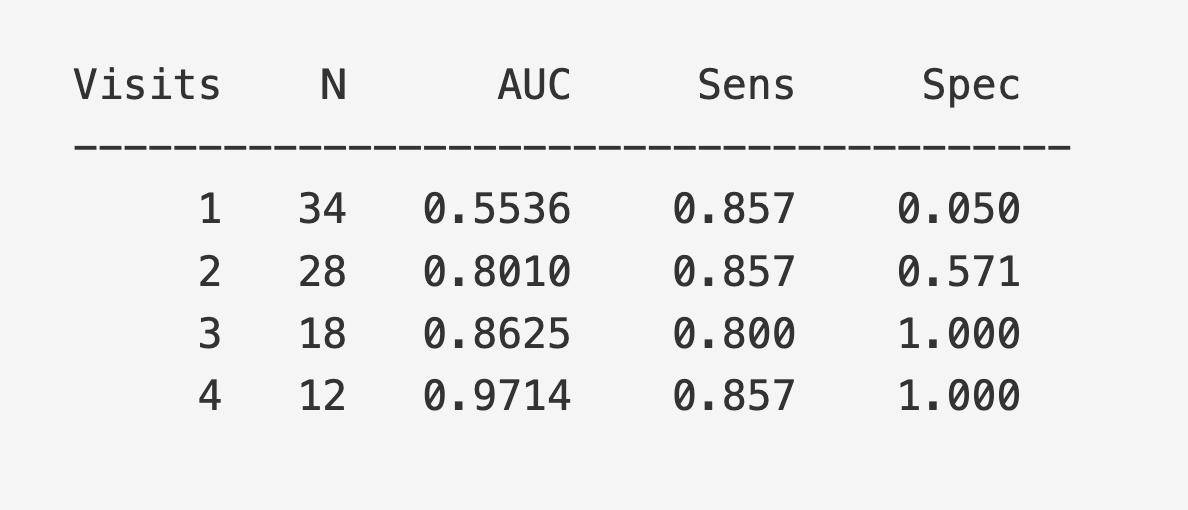 Visits    N      AUC     Sens     Spec
----------------------------------------
     1   34   0.5536    0.857    0.050
     2   28   0.8010    0.857    0.571
     3   18   0.8625    0.800    1.000
     4   12   0.9714    0.857    1.000